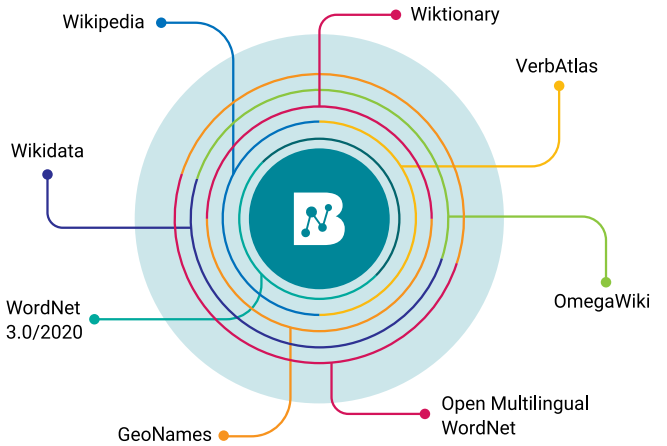 Wikipedia
Wiktionary
VerbAtlas
Wikidata
B
WordNet
3.0/2020
OmegaWiki
Open Multilingual
WordNet
GeoNames